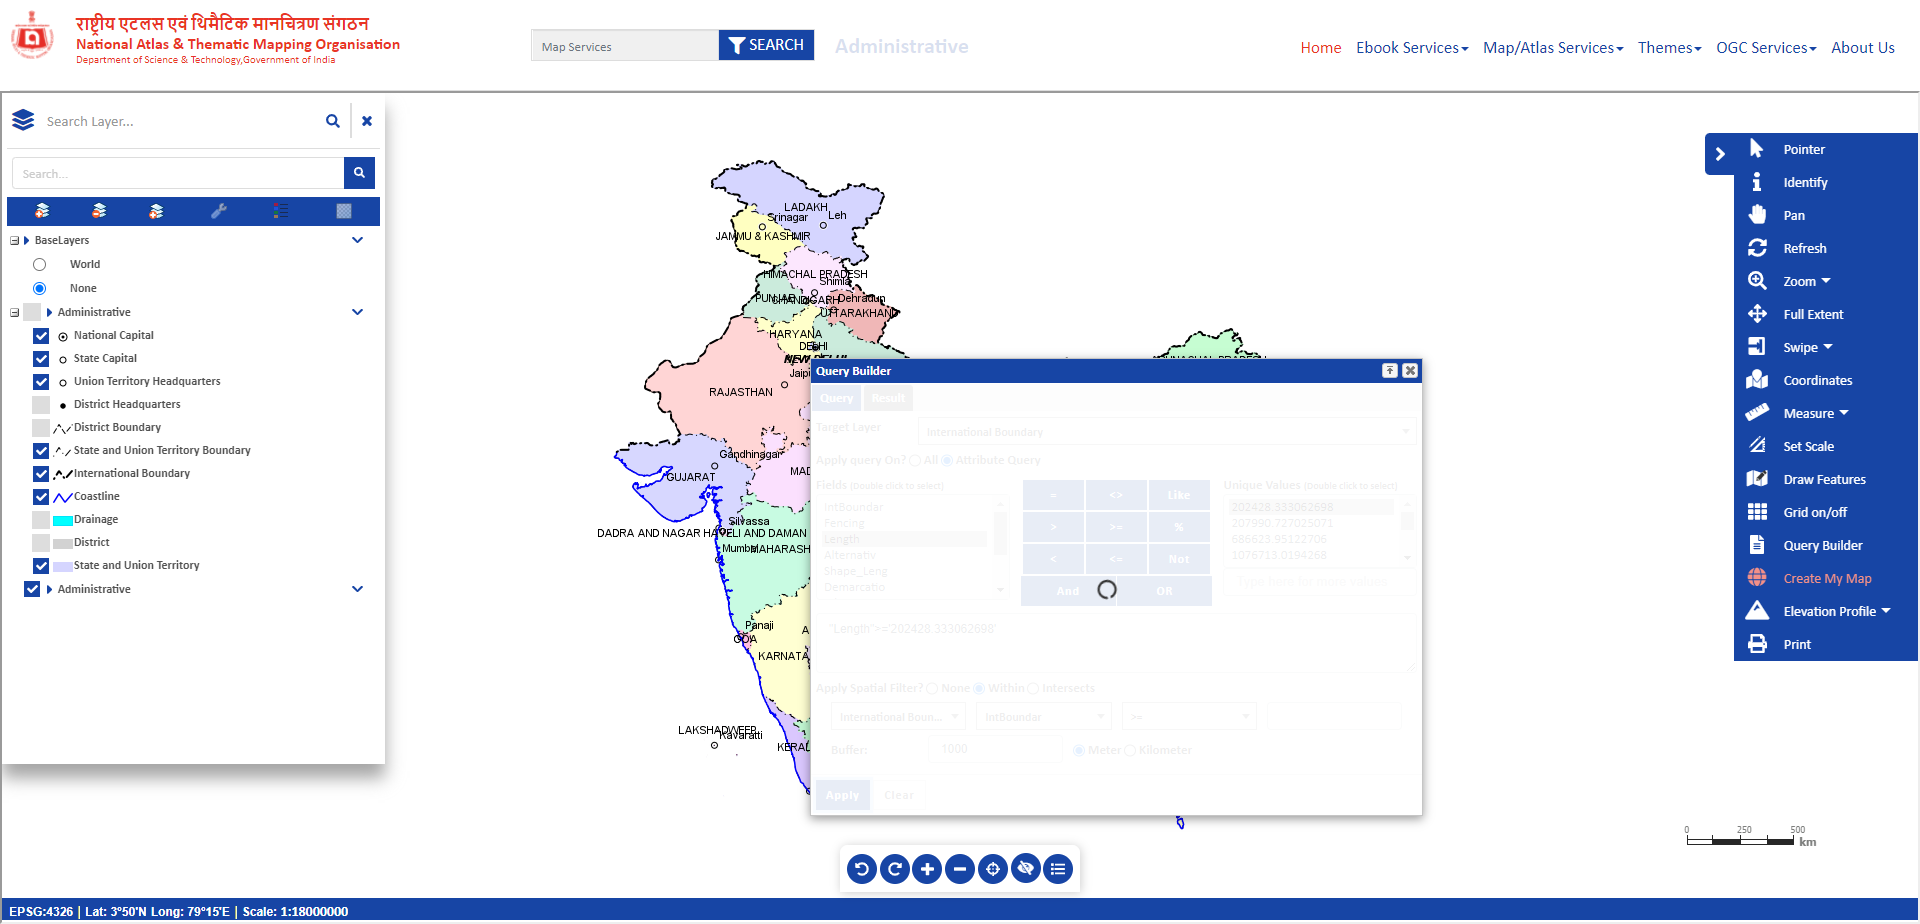 राष्ट्रीय एटलस एवं थिमैटिक मानचित्रण संगठन
National Atlas & Thematic Mapping Organisation
Department of Science & Technology,Government of India
Map Services
SEARCH
Administrative
Home
Ebook Services
Map/Atlas Services
Themes
OGC Services
About Us
Search Layer...
Search...
BaseLayers
World
None
Administrative
National Capital
State Capital
Union Territory Headquarters
District Headquarters
District Boundary
State and Union Territory Boundary
International Boundary
Coastline
Drainage
District
State and Union Territory
Administrative
LADAKH
Srinagar
Leh
JAMMU & KASHMIR
HIMACHAL PRADESH
Shimla
PUNJAB
CHANDIGARH
Dehradun
UTTARAKHAND
HARYANA
DELHI
NEW DELHI
Jaipu
RAJASTHAN
Gandhinagar
GUJARAT
MAD
Silvassa
DADRA AND NAGAR HAVELI AND DAMAN
Mumbai
MAHARASH
Panaji
GOA
A
KARNATA
LAKSHADWEEP
Kavaratti
KERAL
Query Builder
Query
Result
Target Layer
International Boundary
Apply query On?
All
Attribute Query
Fields (Double click to select)
IntBoundar
Fencing
Length
Alternativ
Shape_Leng
Demarcatio
=
<>
Like
>
>=
%
<
<=
Not
And
OR
Unique Values (Double click to select)
202428.333062698
207990.727025071
686623.95122706
1076713.0194268
Type here for more values
"Length">='202428.333062698'
Apply Spatial Filter?
None
Within
Intersects
International Boun...
IntBoundar
>=
Buffer:
1000
Meter
Kilometer
Apply
Clear
Pointer
Identify
Pan
Refresh
Zoom
Full Extent
Swipe
Coordinates
Measure
Set Scale
Draw Features
Grid on/off
Query Builder
Create My Map
Elevation Profile
Print
0 250 500
km
EPSG:4326 | Lat: 3°50'N Long: 79°15'E | Scale: 1:18000000